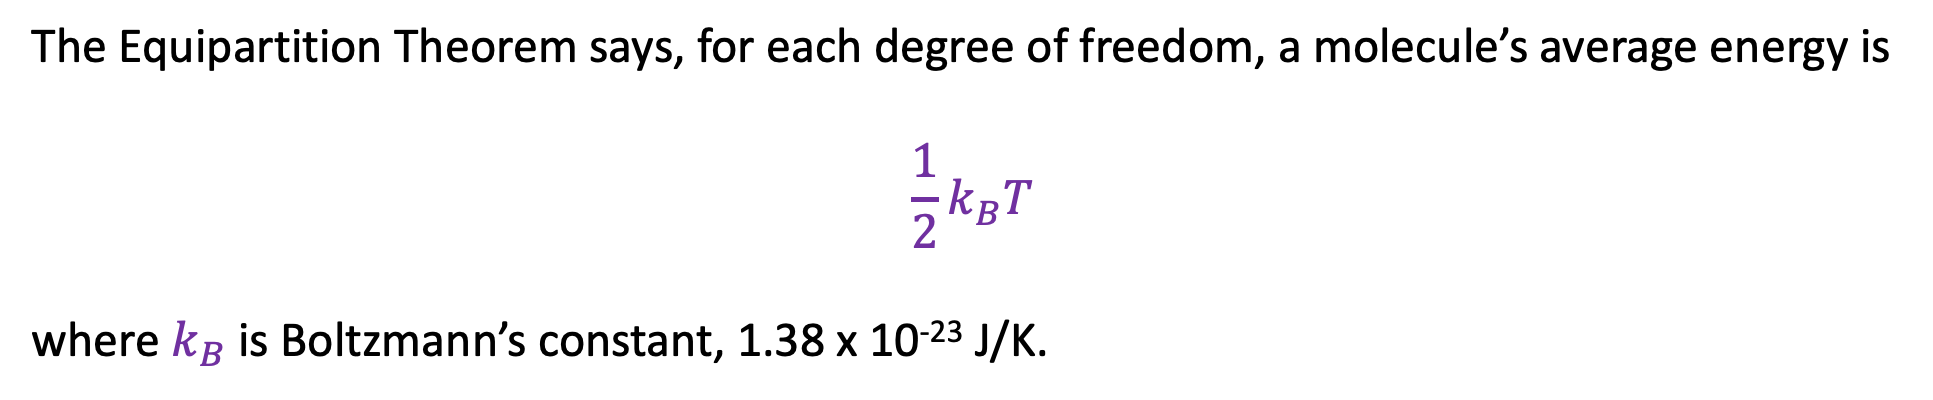 The Equipartition Theorem says, for each degree of freedom, a molecule’s average energy is
$\frac{1}{2} k_B T$
where $k_B$ is Boltzmann’s constant, 1.38 x 10⁻²³ J/K.